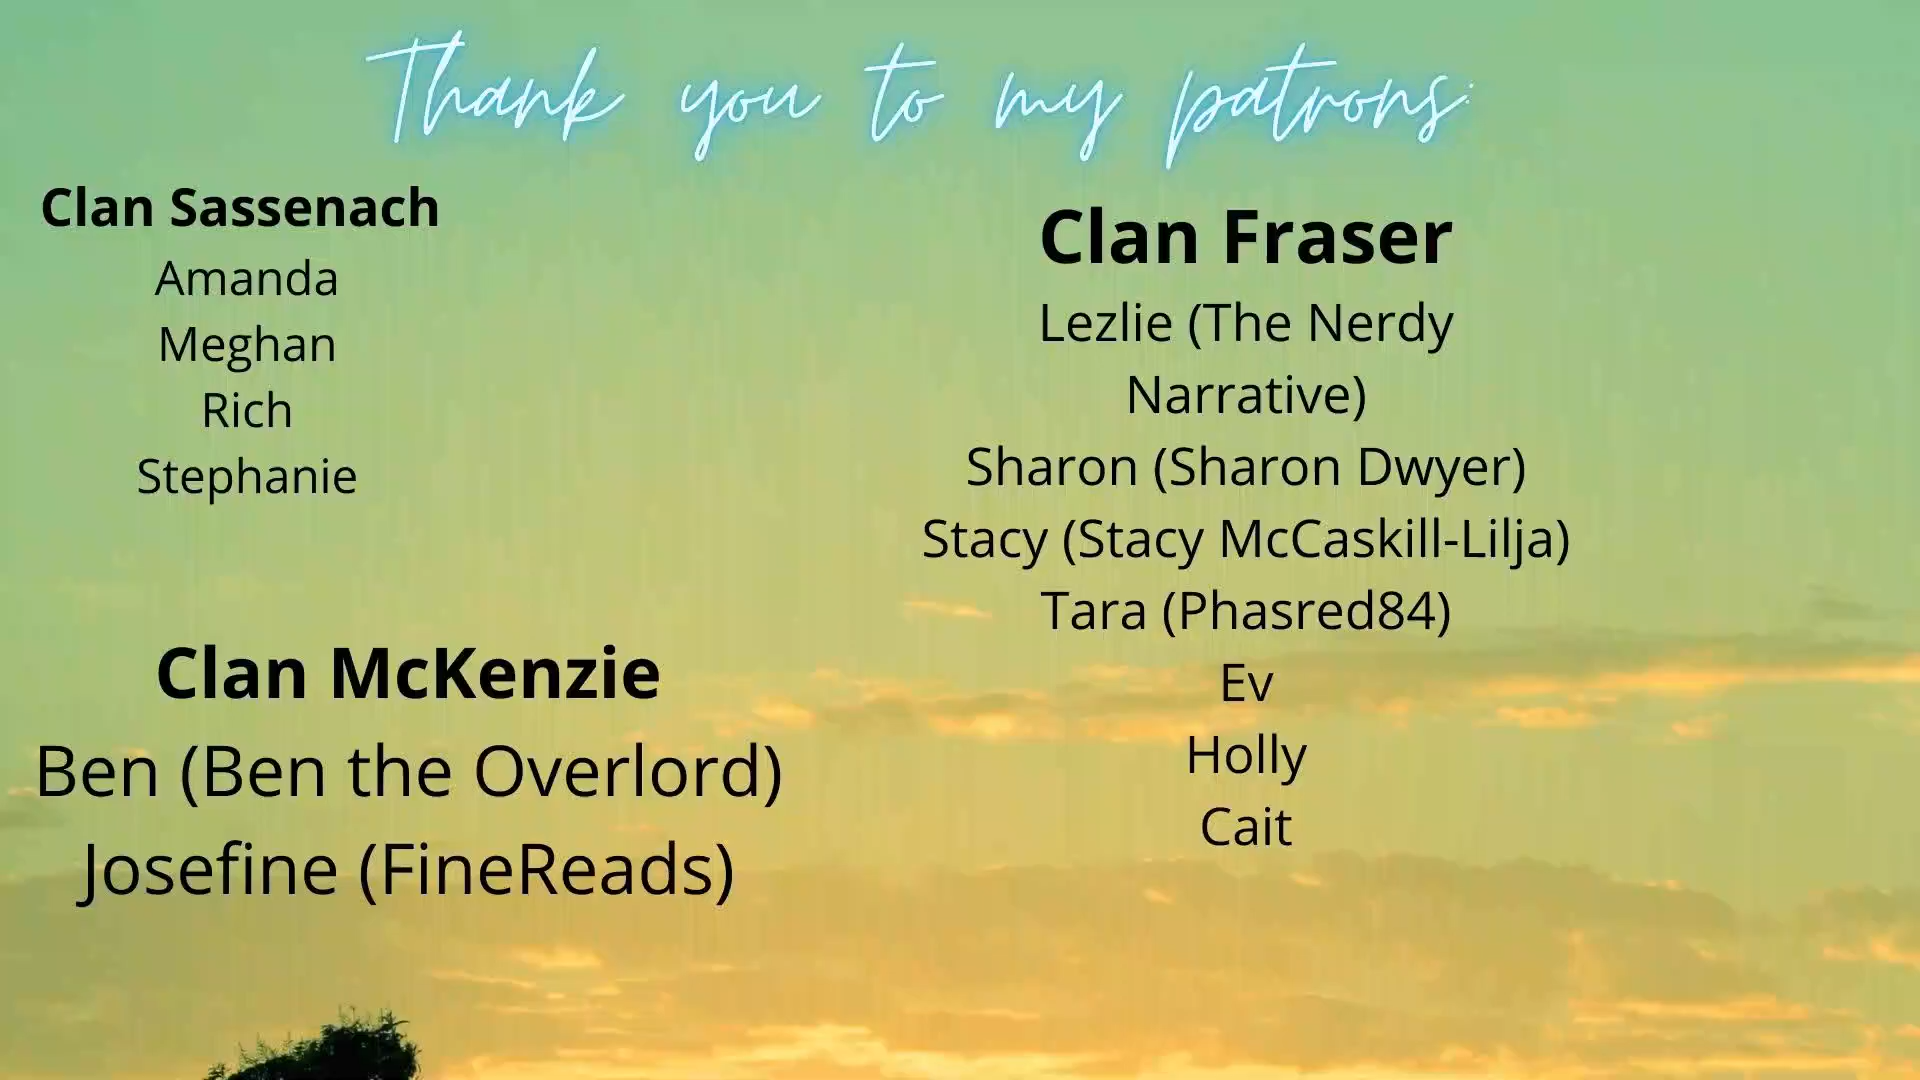 Thank you to my patrons:
Clan Sassenach
Amanda
Meghan
Rich
Stephanie
Clan McKenzie
Ben (Ben the Overlord)
Josefine (FineReads)
Clan Fraser
Lezlie (The Nerdy
Narrative)
Sharon (Sharon Dwyer)
Stacy (Stacy McCaskill-Lilja)
Tara (Phasred84)
Ev
Holly
Cait